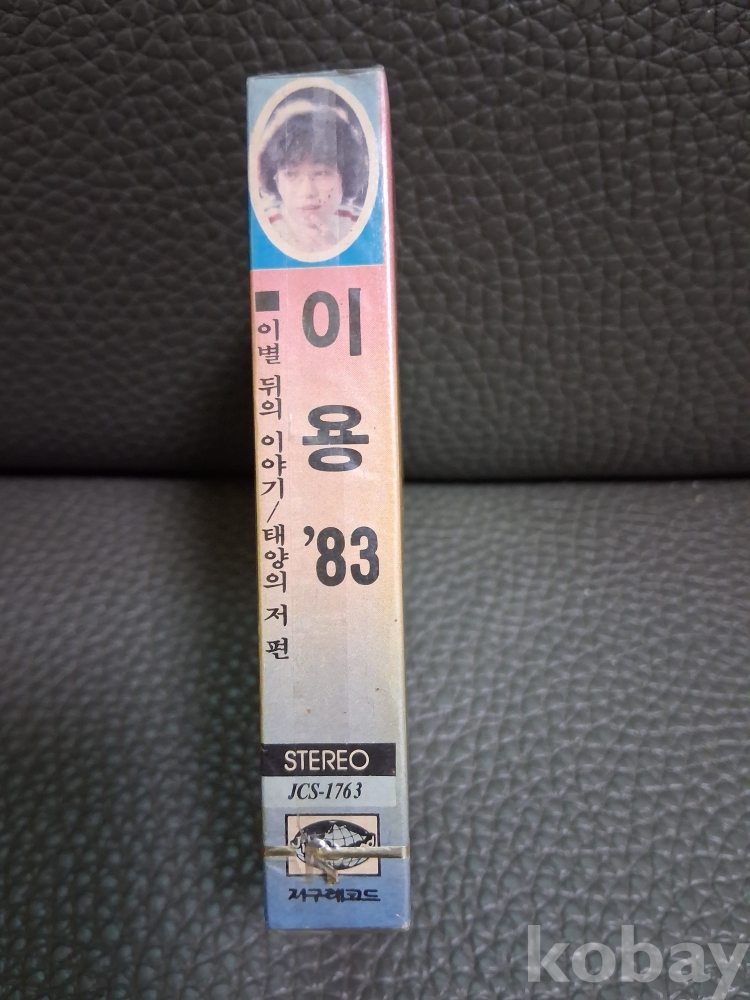 이용 '83
■ 이별 뒤의 이야기/태양의 저 편
STEREO
JCS-1763
지구레코드
kobay